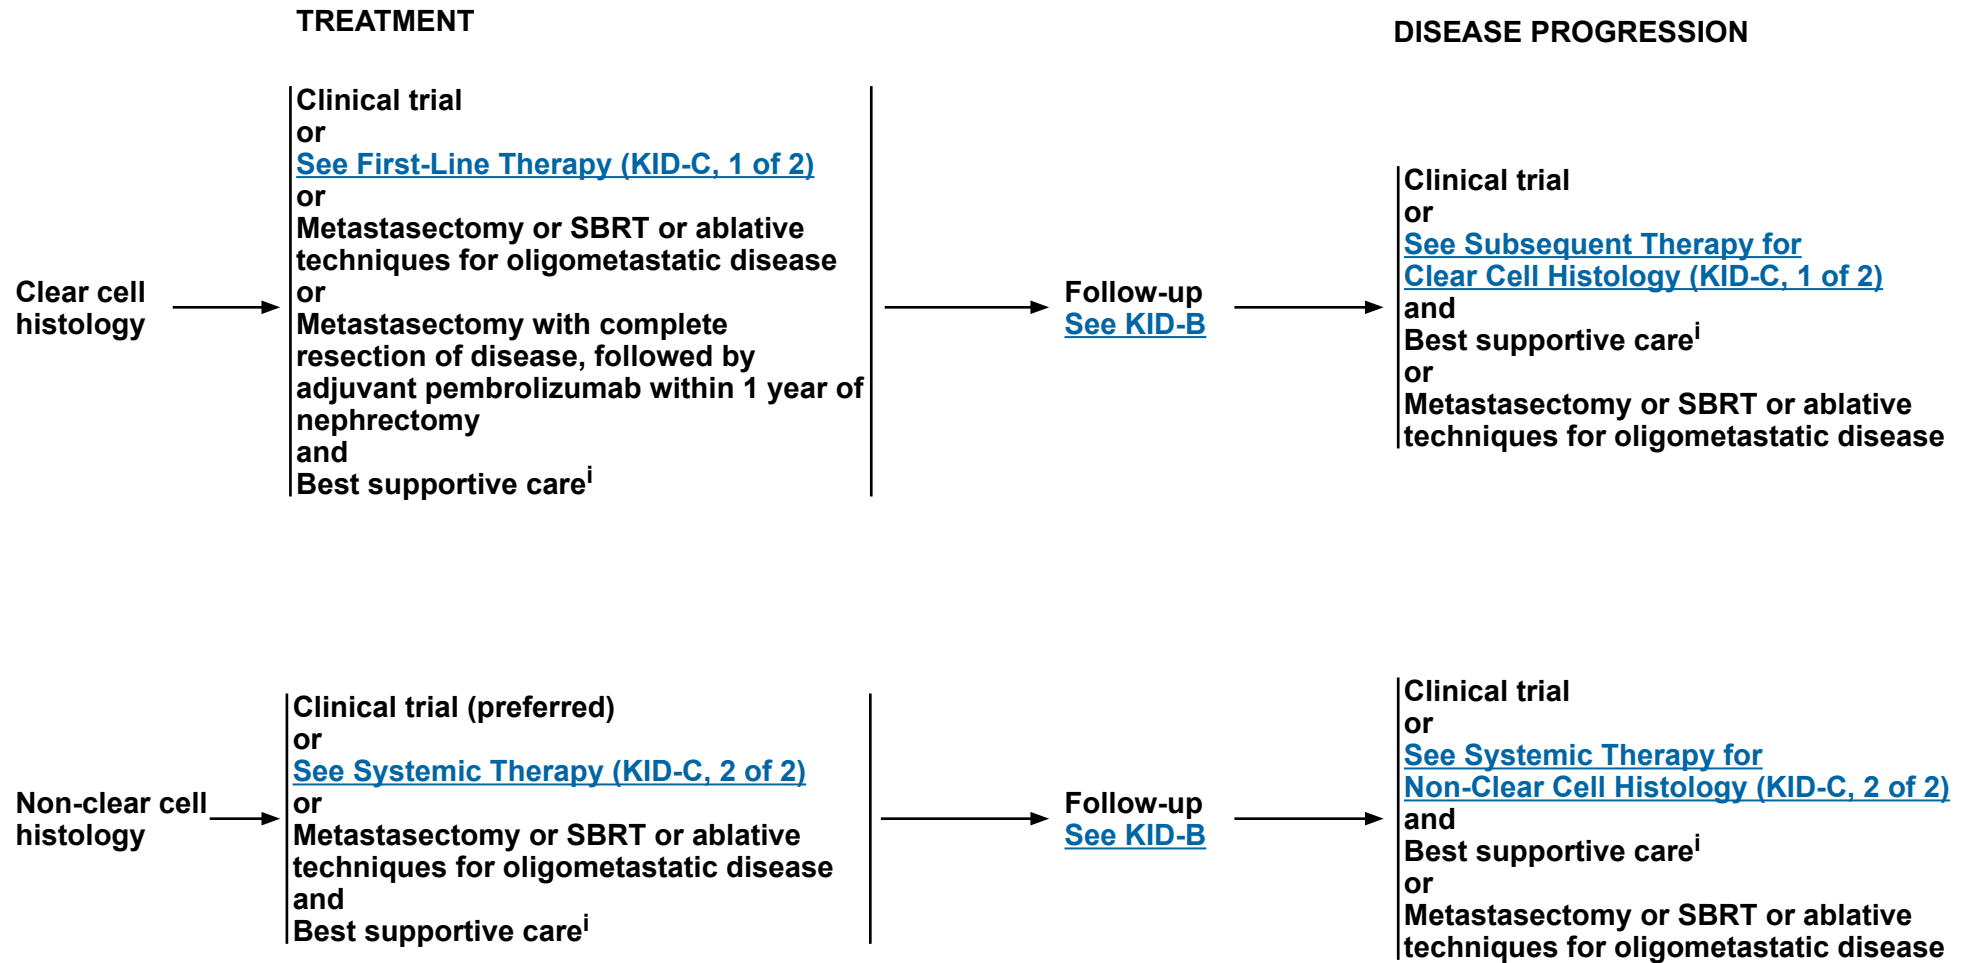 TREATMENT
DISEASE PROGRESSION
Clear cell
histology
Clinical trial
or
See First-Line Therapy (KID-C, 1 of 2)
or
Metastasectomy or SBRT or ablative
techniques for oligometastatic disease
or
Metastasectomy with complete
resection of disease, followed by
adjuvant pembrolizumab within 1 year of
nephrectomy
and
Best supportive careⁱ
Follow-up
See KID-B
Clinical trial
or
See Subsequent Therapy for
Clear Cell Histology (KID-C, 1 of 2)
and
Best supportive careⁱ
or
Metastasectomy or SBRT or ablative
techniques for oligometastatic disease
Non-clear cell
histology
Clinical trial (preferred)
or
See Systemic Therapy (KID-C, 2 of 2)
or
Metastasectomy or SBRT or ablative
techniques for oligometastatic disease
and
Best supportive careⁱ
Follow-up
See KID-B
Clinical trial
or
See Systemic Therapy for
Non-Clear Cell Histology (KID-C, 2 of 2)
and
Best supportive careⁱ
or
Metastasectomy or SBRT or ablative
techniques for oligometastatic disease